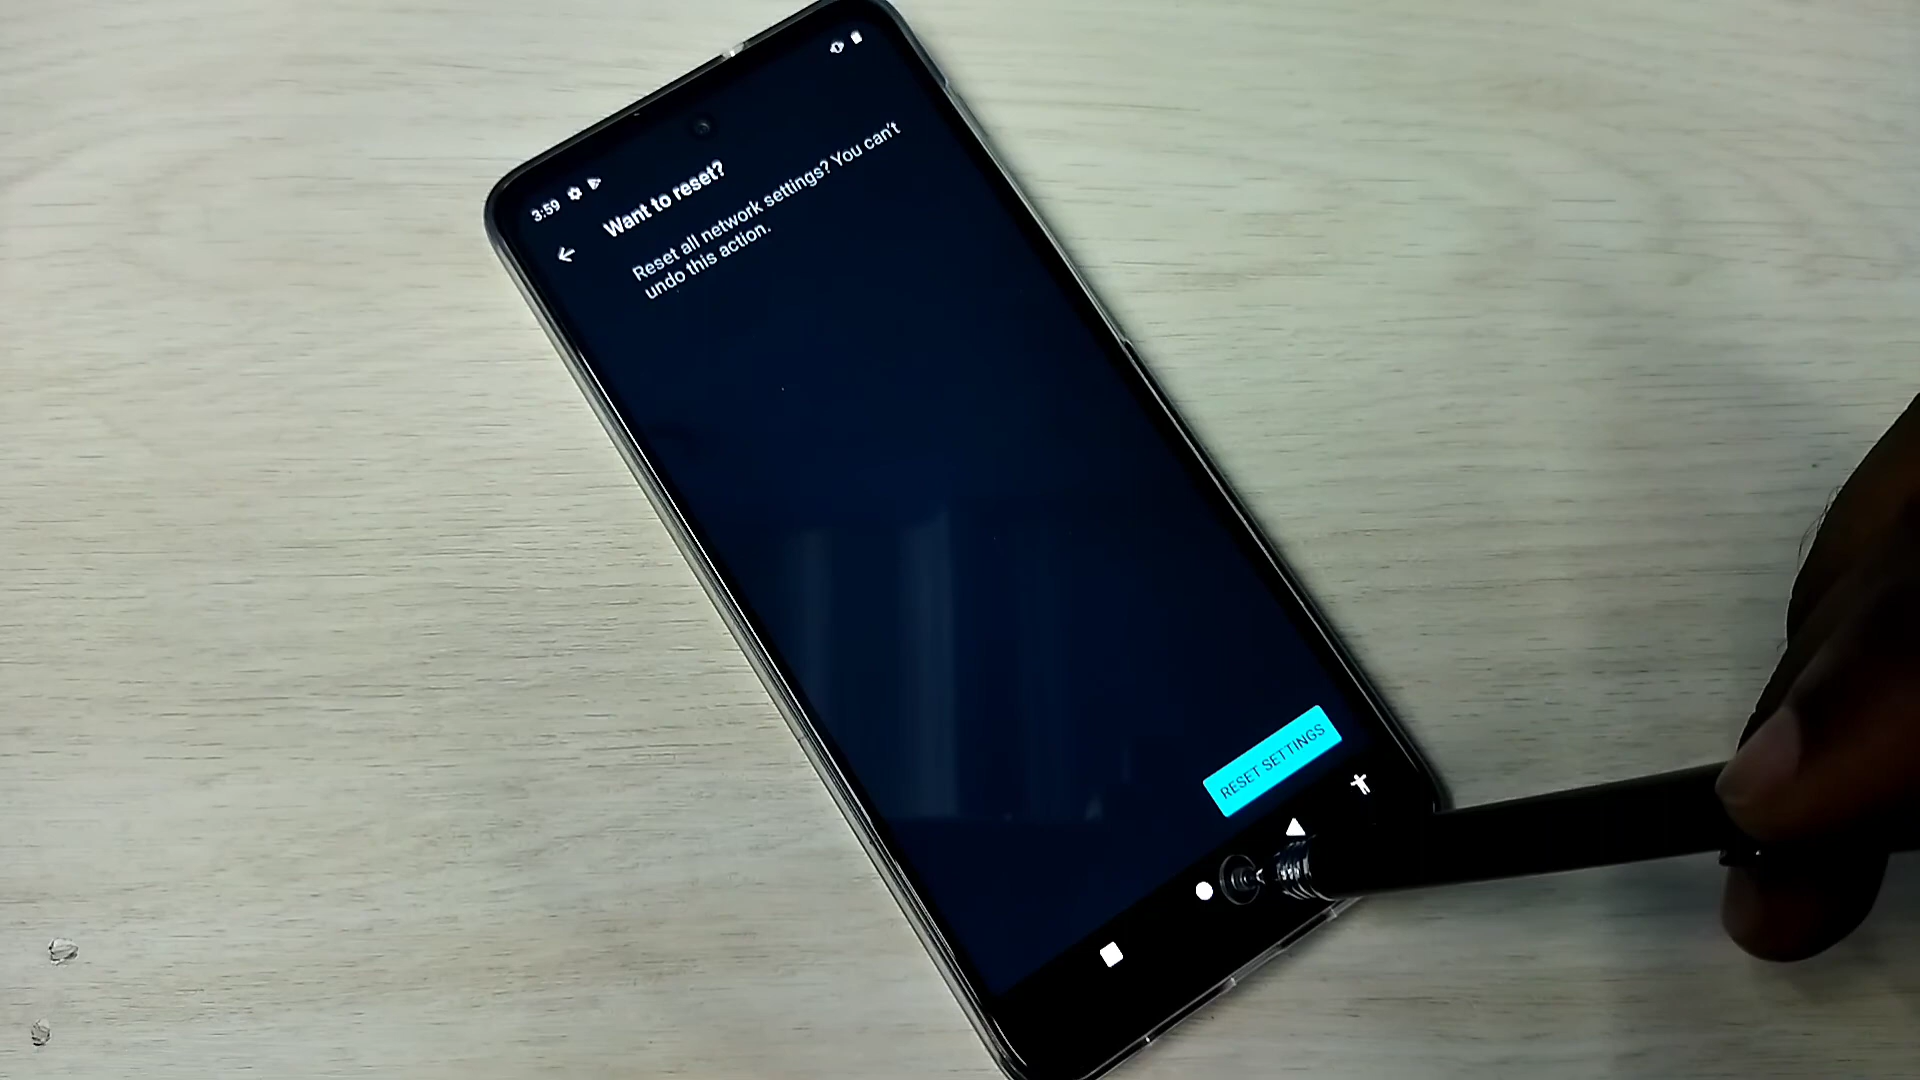 3:59
Want to reset?
Reset all network settings? You can't
undo this action.
RESET SETTINGS